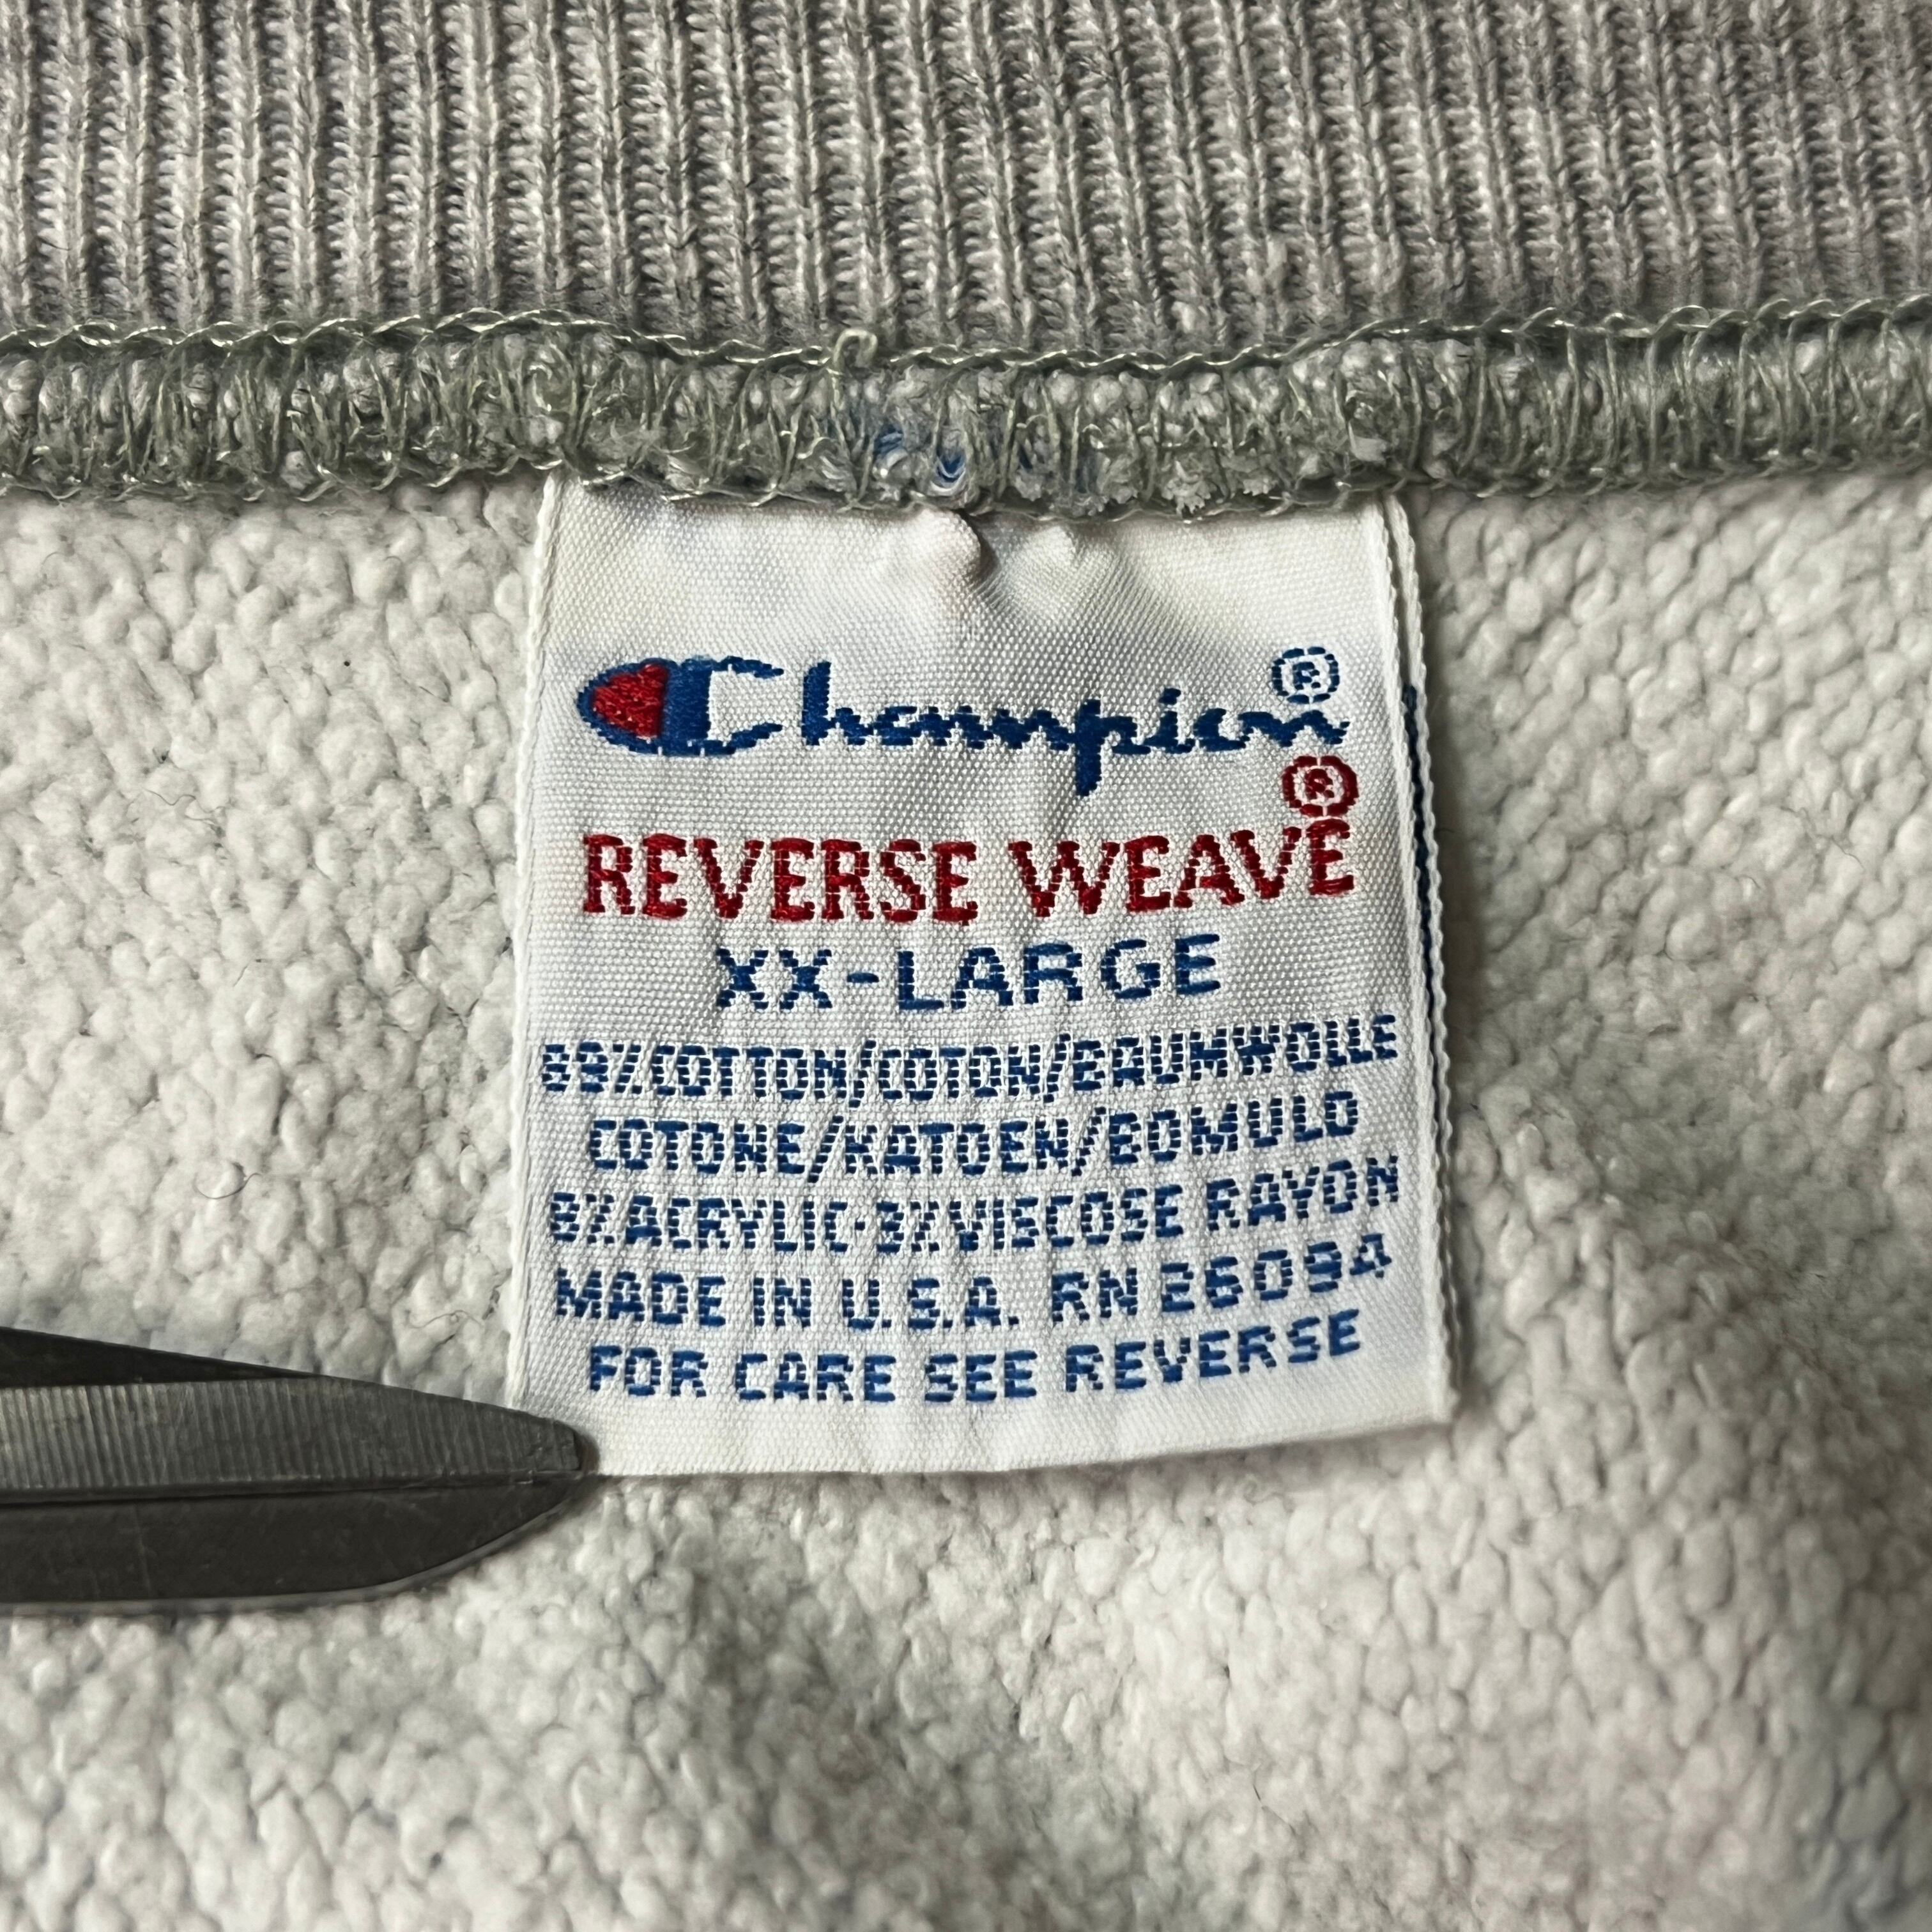 Champion®
®
REVERSE WEAVE
XX-LARGE
89%COTTON/COTON/BAUMWOLLE
COTONE/KATOEN/BOMULD
8%ACRYLIC·3%VISCOSE RAYON
MADE IN U.S.A. RN 26094
FOR CARE SEE REVERSE